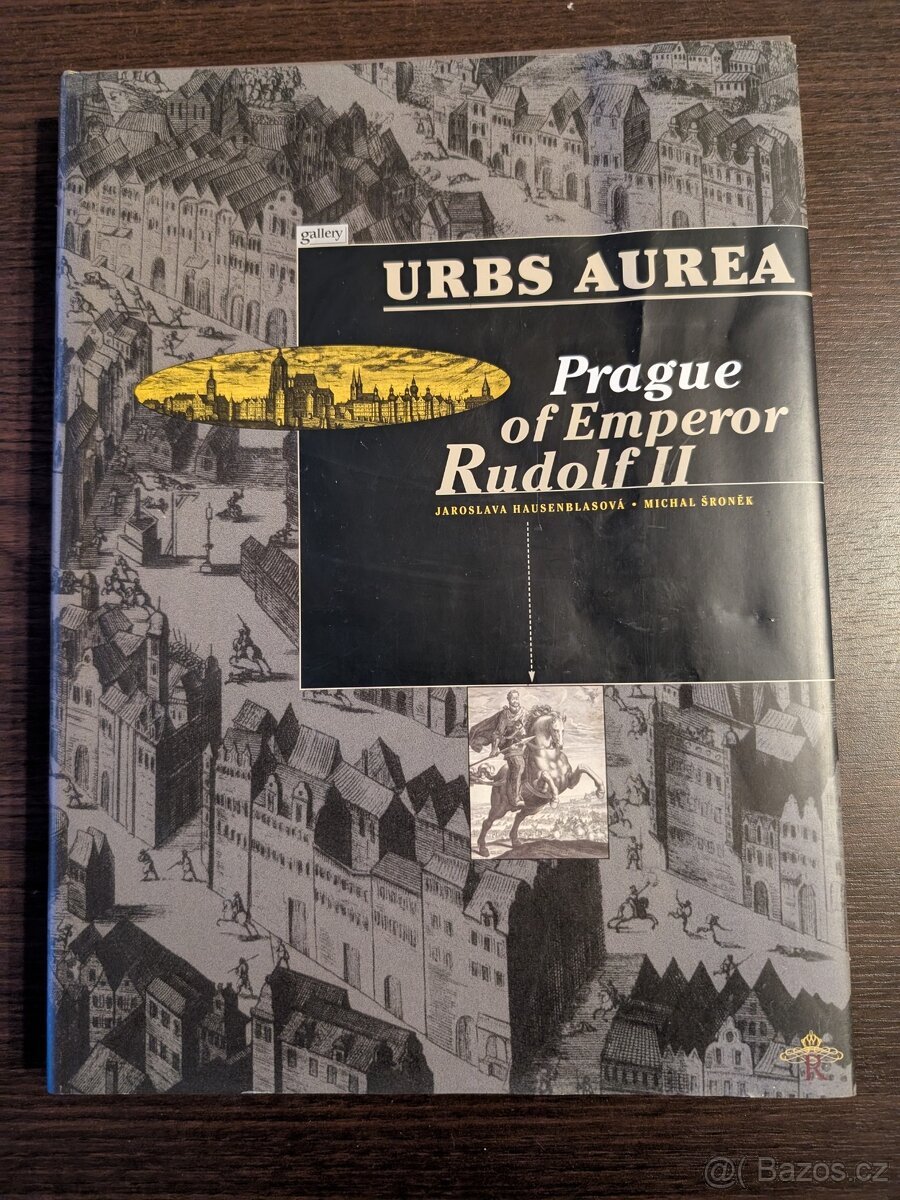 gallery
URBS AUREA
Prague
of Emperor
Rudolf II
JAROSLAVA HAUSENBLASOVÁ • MICHAL ŠRONĚK
R
@( Bazos.cz